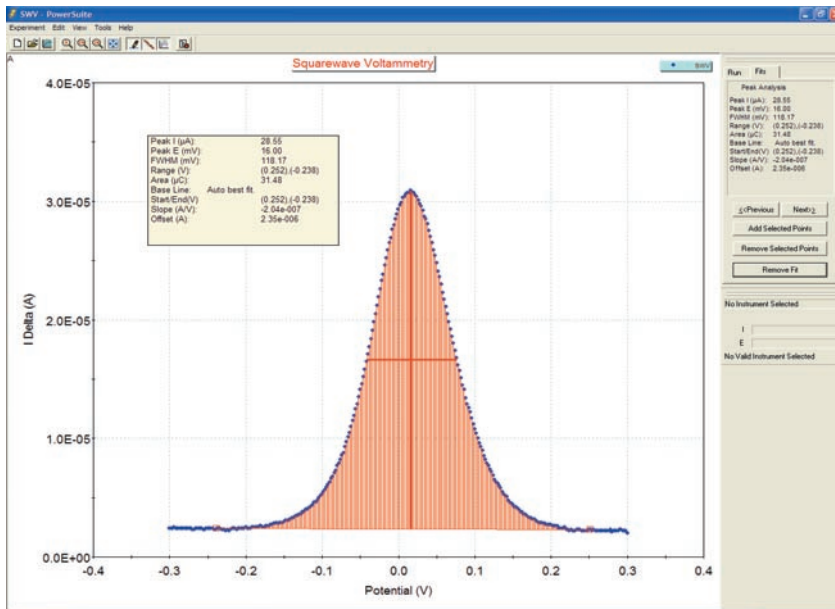 SWV - PowerSuite
Experiment Edit View Tools Help
A
Squarewave Voltammetry
SWV
4.0E-05
3.0E-05
2.0E-05
1.0E-05
0.0E+00
I Delta (A)
Peak I (µA): 28.55
Peak E (mV): 16.00
FWHM (mV): 118.17
Range (V): (0.252),(-0.238)
Area (µC): 31.48
Base Line: Auto best fit.
Start/End(V) (0.252),(-0.238)
Slope (A/V): -2.04e-007
Offset (A): 2.35e-006
-0.4 -0.3 -0.2 -0.1 0.0 0.1 0.2 0.3 0.4
Potential (V)
Run Fits
Peak Analysis
Peak I (µA): 28.55
Peak E (mV): 16.00
FWHM (mV): 118.17
Range (V): (0.252),(-0.238)
Area (µC): 31.48
Base Line: Auto best fit.
Start/End(V) (0.252),(-0.238)
Slope (A/V): -2.04e-007
Offset (A): 2.35e-006
<<Previous Next>>
Add Selected Points
Remove Selected Points
Remove Fit
No Instrument Selected
I
E
No Valid Instrument Selected